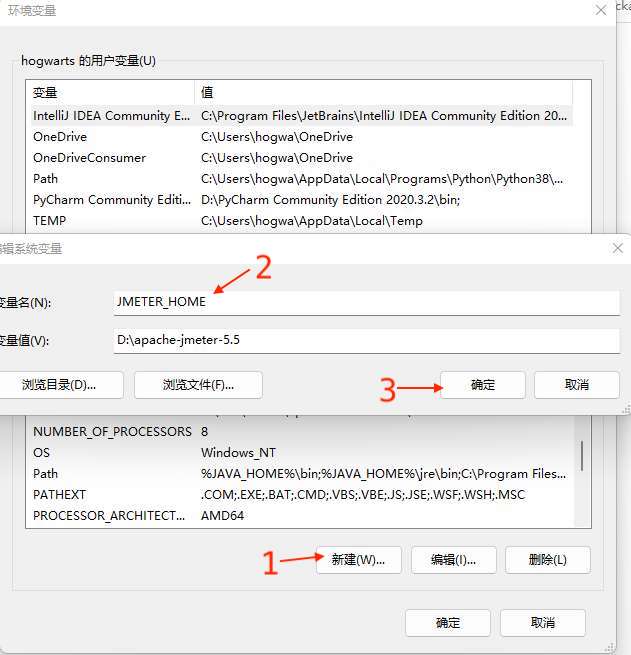 环境变量
hogwarts 的用户变量(U)
变量 值
IntelliJ IDEA Community E... C:\Program Files\JetBrains\IntelliJ IDEA Community Edition 20...
OneDrive C:\Users\hogwa\OneDrive
OneDriveConsumer C:\Users\hogwa\OneDrive
Path C:\Users\hogwa\AppData\Local\Programs\Python\Python38\...
PyCharm Community Editi... D:\PyCharm Community Edition 2020.3.2\bin;
TEMP C:\Users\hogwa\AppData\Local\Temp
编辑系统变量
2
变量名(N): JMETER_HOME
变量值(V): D:\apache-jmeter-5.5
浏览目录(D)... 浏览文件(F)... 3 确定 取消
NUMBER_OF_PROCESSORS 8
OS Windows_NT
Path %JAVA_HOME%\bin;%JAVA_HOME%\jre\bin;C:\Program Files...
PATHEXT .COM;.EXE;.BAT;.CMD;.VBS;.VBE;.JS;.JSE;.WSF;.WSH;.MSC
PROCESSOR_ARCHITECT... AMD64
1 新建(W)... 编辑(I)... 删除(L)
确定 取消